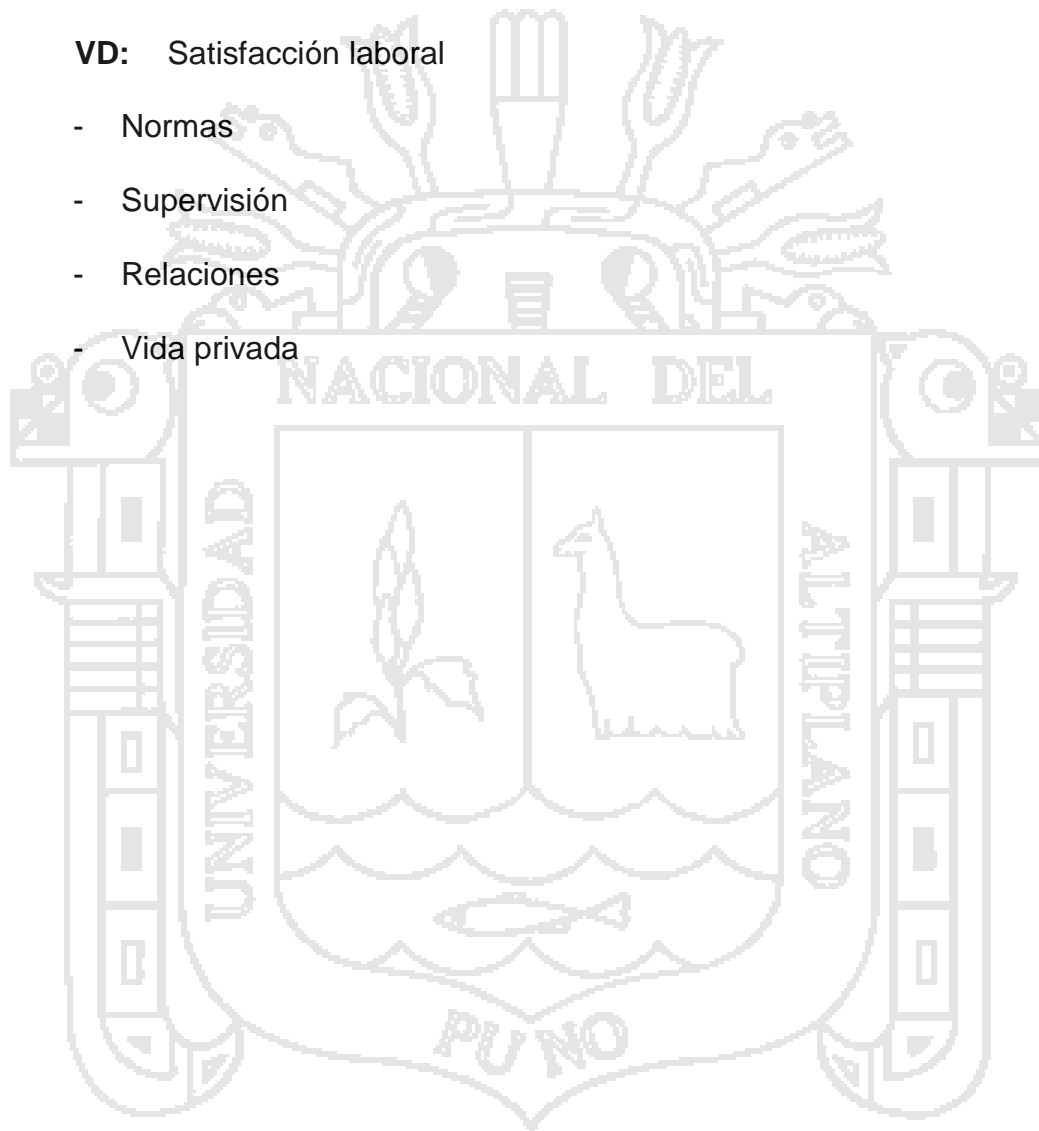 VD: Satisfacción laboral
- Normas
- Supervisión
- Relaciones
- Vida privada
NACIONAL DEL
UNIVERSIDAD
ALTIPLANO
PUNO